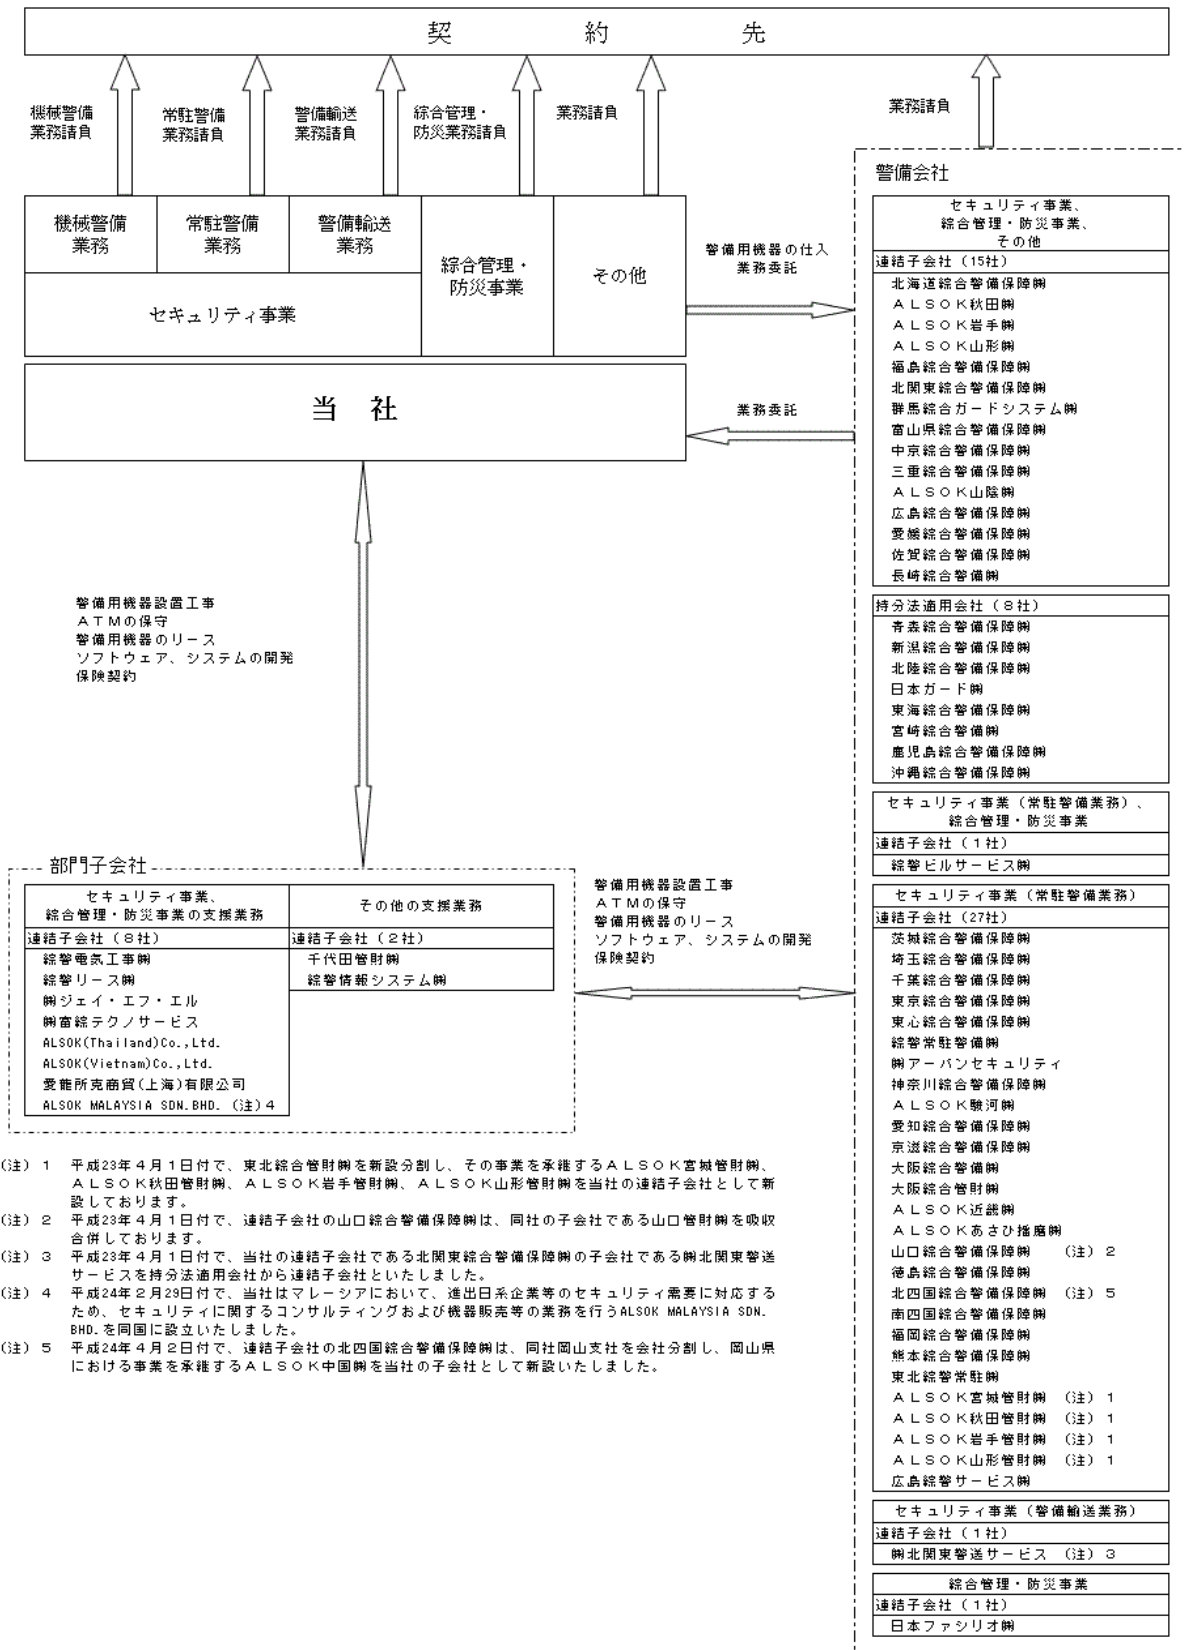 契約先
機械警備
業務請負
常駐警備
業務請負
警備輸送
業務請負
綜合管理・
防災業務請負
業務請負
業務請負
機械警備
業務
常駐警備
業務
警備輸送
業務
セキュリティ事業
綜合管理・
防災事業
その他
当社
警備用機器の仕入
業務委託
業務委託
警備用機器設置工事
ATMの保守
警備用機器のリース
ソフトウェア、システムの開発
保険契約
警備会社
セキュリティ事業、
綜合管理・防災事業、
その他
連結子会社（15社）
北海道綜合警備保障㈱
ALSOK秋田㈱
ALSOK岩手㈱
ALSOK山形㈱
福島綜合警備保障㈱
北関東綜合警備保障㈱
群馬綜合ガードシステム㈱
富山県綜合警備保障㈱
中京綜合警備保障㈱
三重綜合警備保障㈱
ALSOK山陰㈱
広島綜合警備保障㈱
愛媛綜合警備保障㈱
佐賀綜合警備保障㈱
長崎綜合警備㈱
持分法適用会社（８社）
青森綜合警備保障㈱
新潟綜合警備保障㈱
北陸綜合警備保障㈱
日本ガード㈱
東海綜合警備保障㈱
宮崎綜合警備㈱
鹿児島綜合警備保障㈱
沖縄綜合警備保障㈱
セキュリティ事業（常駐警備業務）、
綜合管理・防災事業
連結子会社（１社）
綜警ビルサービス㈱
セキュリティ事業（常駐警備業務）
連結子会社（27社）
茨城綜合警備保障㈱
埼玉綜合警備保障㈱
千葉綜合警備保障㈱
東京綜合警備保障㈱
東心綜合警備保障㈱
綜警常駐警備㈱
㈱アーバンセキュリティ
神奈川綜合警備保障㈱
ALSOK駿河㈱
愛知綜合警備保障㈱
京滋綜合警備保障㈱
大阪綜合警備㈱
大阪綜合管財㈱
ALSOK近畿㈱
ALSOKあさひ播磨㈱
山口綜合警備保障㈱　（注）２
徳島綜合警備保障㈱
北四国綜合警備保障㈱　（注）５
南四国綜合警備保障㈱
福岡綜合警備保障㈱
熊本綜合警備保障㈱
東北綜警常駐㈱
ALSOK宮城管財㈱　（注）１
ALSOK秋田管財㈱　（注）１
ALSOK岩手管財㈱　（注）１
ALSOK山形管財㈱　（注）１
広島綜警サービス㈱
セキュリティ事業（警備輸送業務）
連結子会社（１社）
㈱北関東警送サービス　（注）３
綜合管理・防災事業
連結子会社（１社）
日本ファシリオ㈱
部門子会社
セキュリティ事業、
綜合管理・防災事業の支援業務
連結子会社（８社）
綜警電気工事㈱
綜警リース㈱
㈱ジェイ・エフ・エル
㈱富綜テクノサービス
ALSOK(Thailand)Co.,Ltd.
ALSOK(Vietnam)Co.,Ltd.
愛龍所克商貿(上海)有限公司
ALSOK MALAYSIA SDN.BHD.（注）4
その他の支援業務
連結子会社（２社）
千代田管財㈱
綜警情報システム㈱
警備用機器設置工事
ATMの保守
警備用機器のリース
ソフトウェア、システムの開発
保険契約
（注）１　平成23年４月１日付で、東北綜合管財㈱を新設分割し、その事業を承継するALSOK宮城管財㈱、
ALSOK秋田管財㈱、ALSOK岩手管財㈱、ALSOK山形管財㈱を当社の連結子会社として新
設しております。
（注）２　平成23年４月１日付で、連結子会社の山口綜合警備保障㈱は、同社の子会社である山口管財㈱を吸収
合併しております。
（注）３　平成23年４月１日付で、当社の連結子会社である北関東綜合警備保障㈱の子会社である㈱北関東警送
サービスを持分法適用会社から連結子会社といたしました。
（注）４　平成24年２月29日付で、当社はマレーシアにおいて、進出日系企業等のセキュリティ需要に対応する
ため、セキュリティに関するコンサルティングおよび機器販売等の業務を行うALSOK MALAYSIA SDN.
BHD.を同国に設立いたしました。
（注）５　平成24年４月２日付で、連結子会社の北四国綜合警備保障㈱は、同社岡山支社を会社分割し、岡山県
における事業を承継するALSOK中国㈱を当社の子会社として新設いたしました。